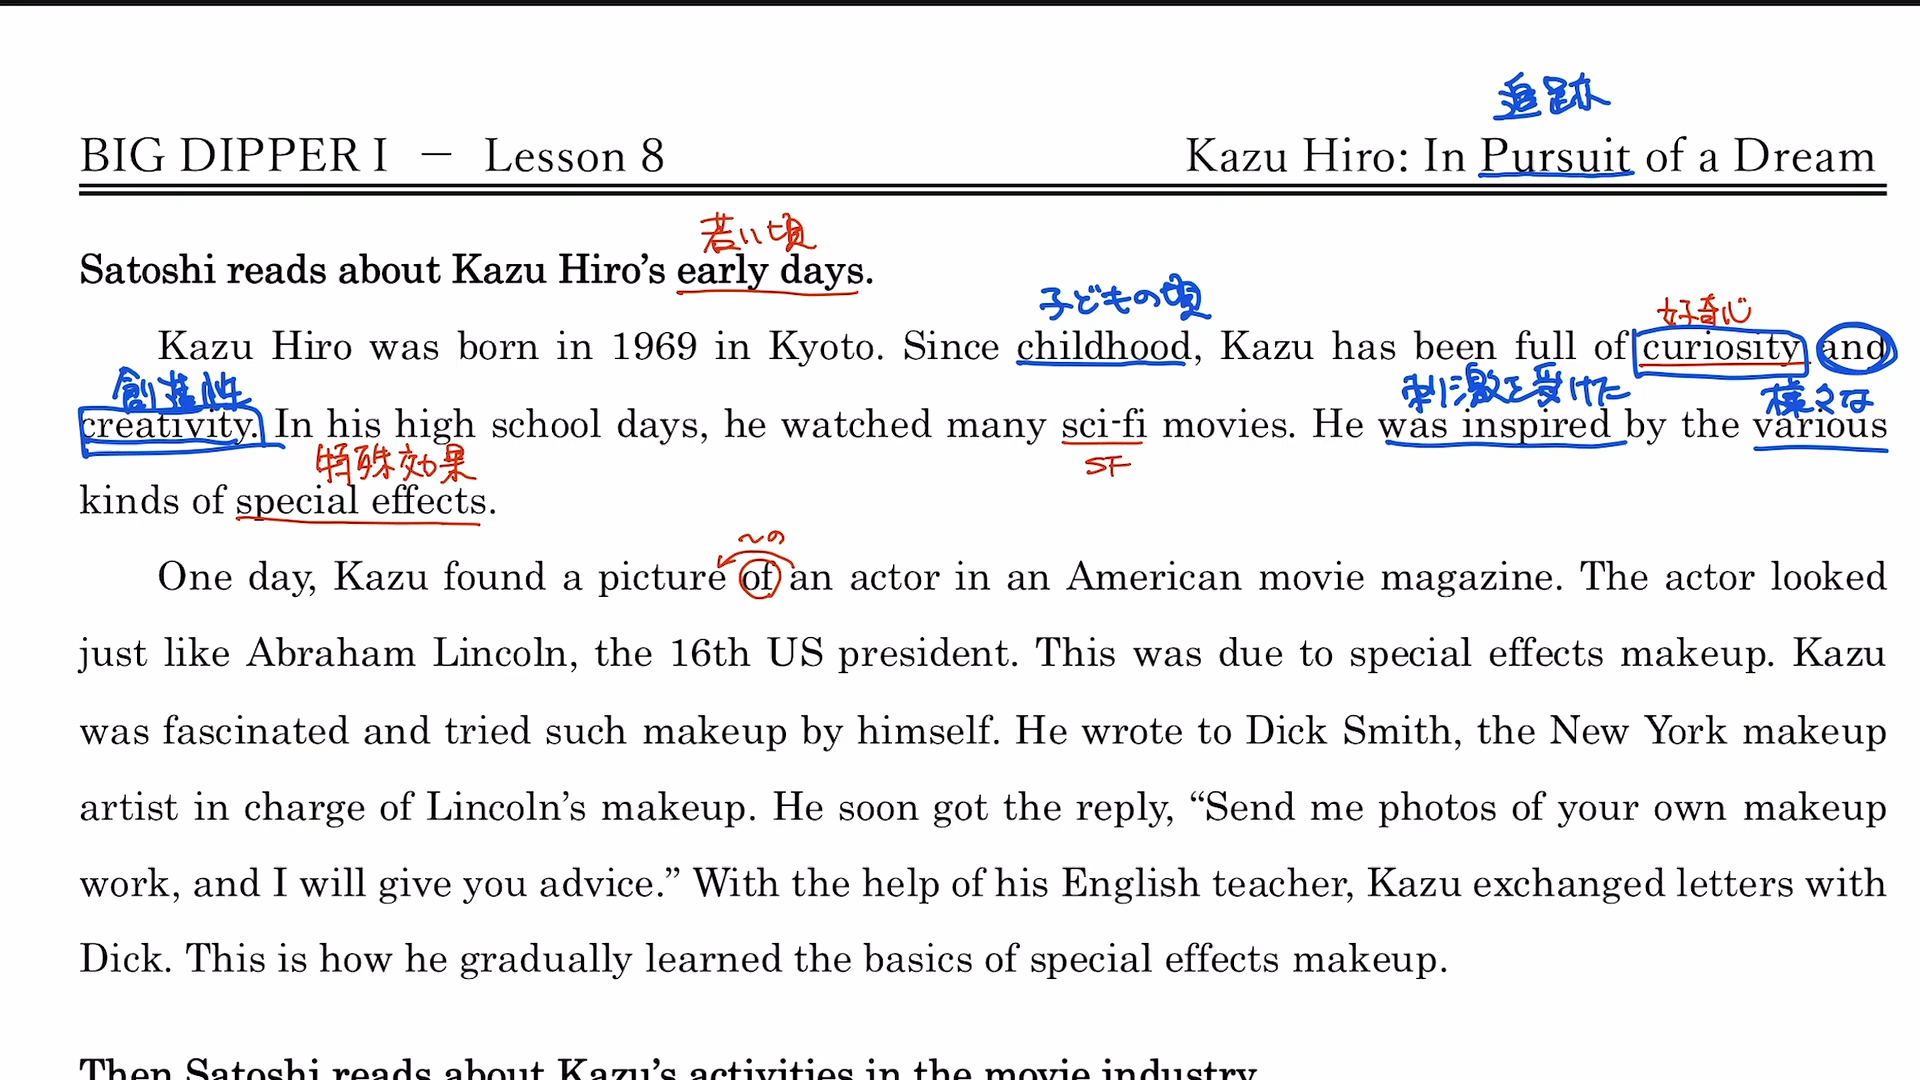 追跡
BIG DIPPER I － Lesson 8 Kazu Hiro: In Pursuit of a Dream
若い頃
Satoshi reads about Kazu Hiro’s early days.
子どもの頃 好奇心
Kazu Hiro was born in 1969 in Kyoto. Since childhood, Kazu has been full of curiosity and
創造性 刺激を受けた 様々な
creativity. In his high school days, he watched many sci-fi movies. He was inspired by the various
特殊効果 SF
kinds of special effects.
〜の
One day, Kazu found a picture of an actor in an American movie magazine. The actor looked
just like Abraham Lincoln, the 16th US president. This was due to special effects makeup. Kazu
was fascinated and tried such makeup by himself. He wrote to Dick Smith, the New York makeup
artist in charge of Lincoln’s makeup. He soon got the reply, “Send me photos of your own makeup
work, and I will give you advice.” With the help of his English teacher, Kazu exchanged letters with
Dick. This is how he gradually learned the basics of special effects makeup.
Then Satoshi reads about Kazu’s activities in the movie industry.